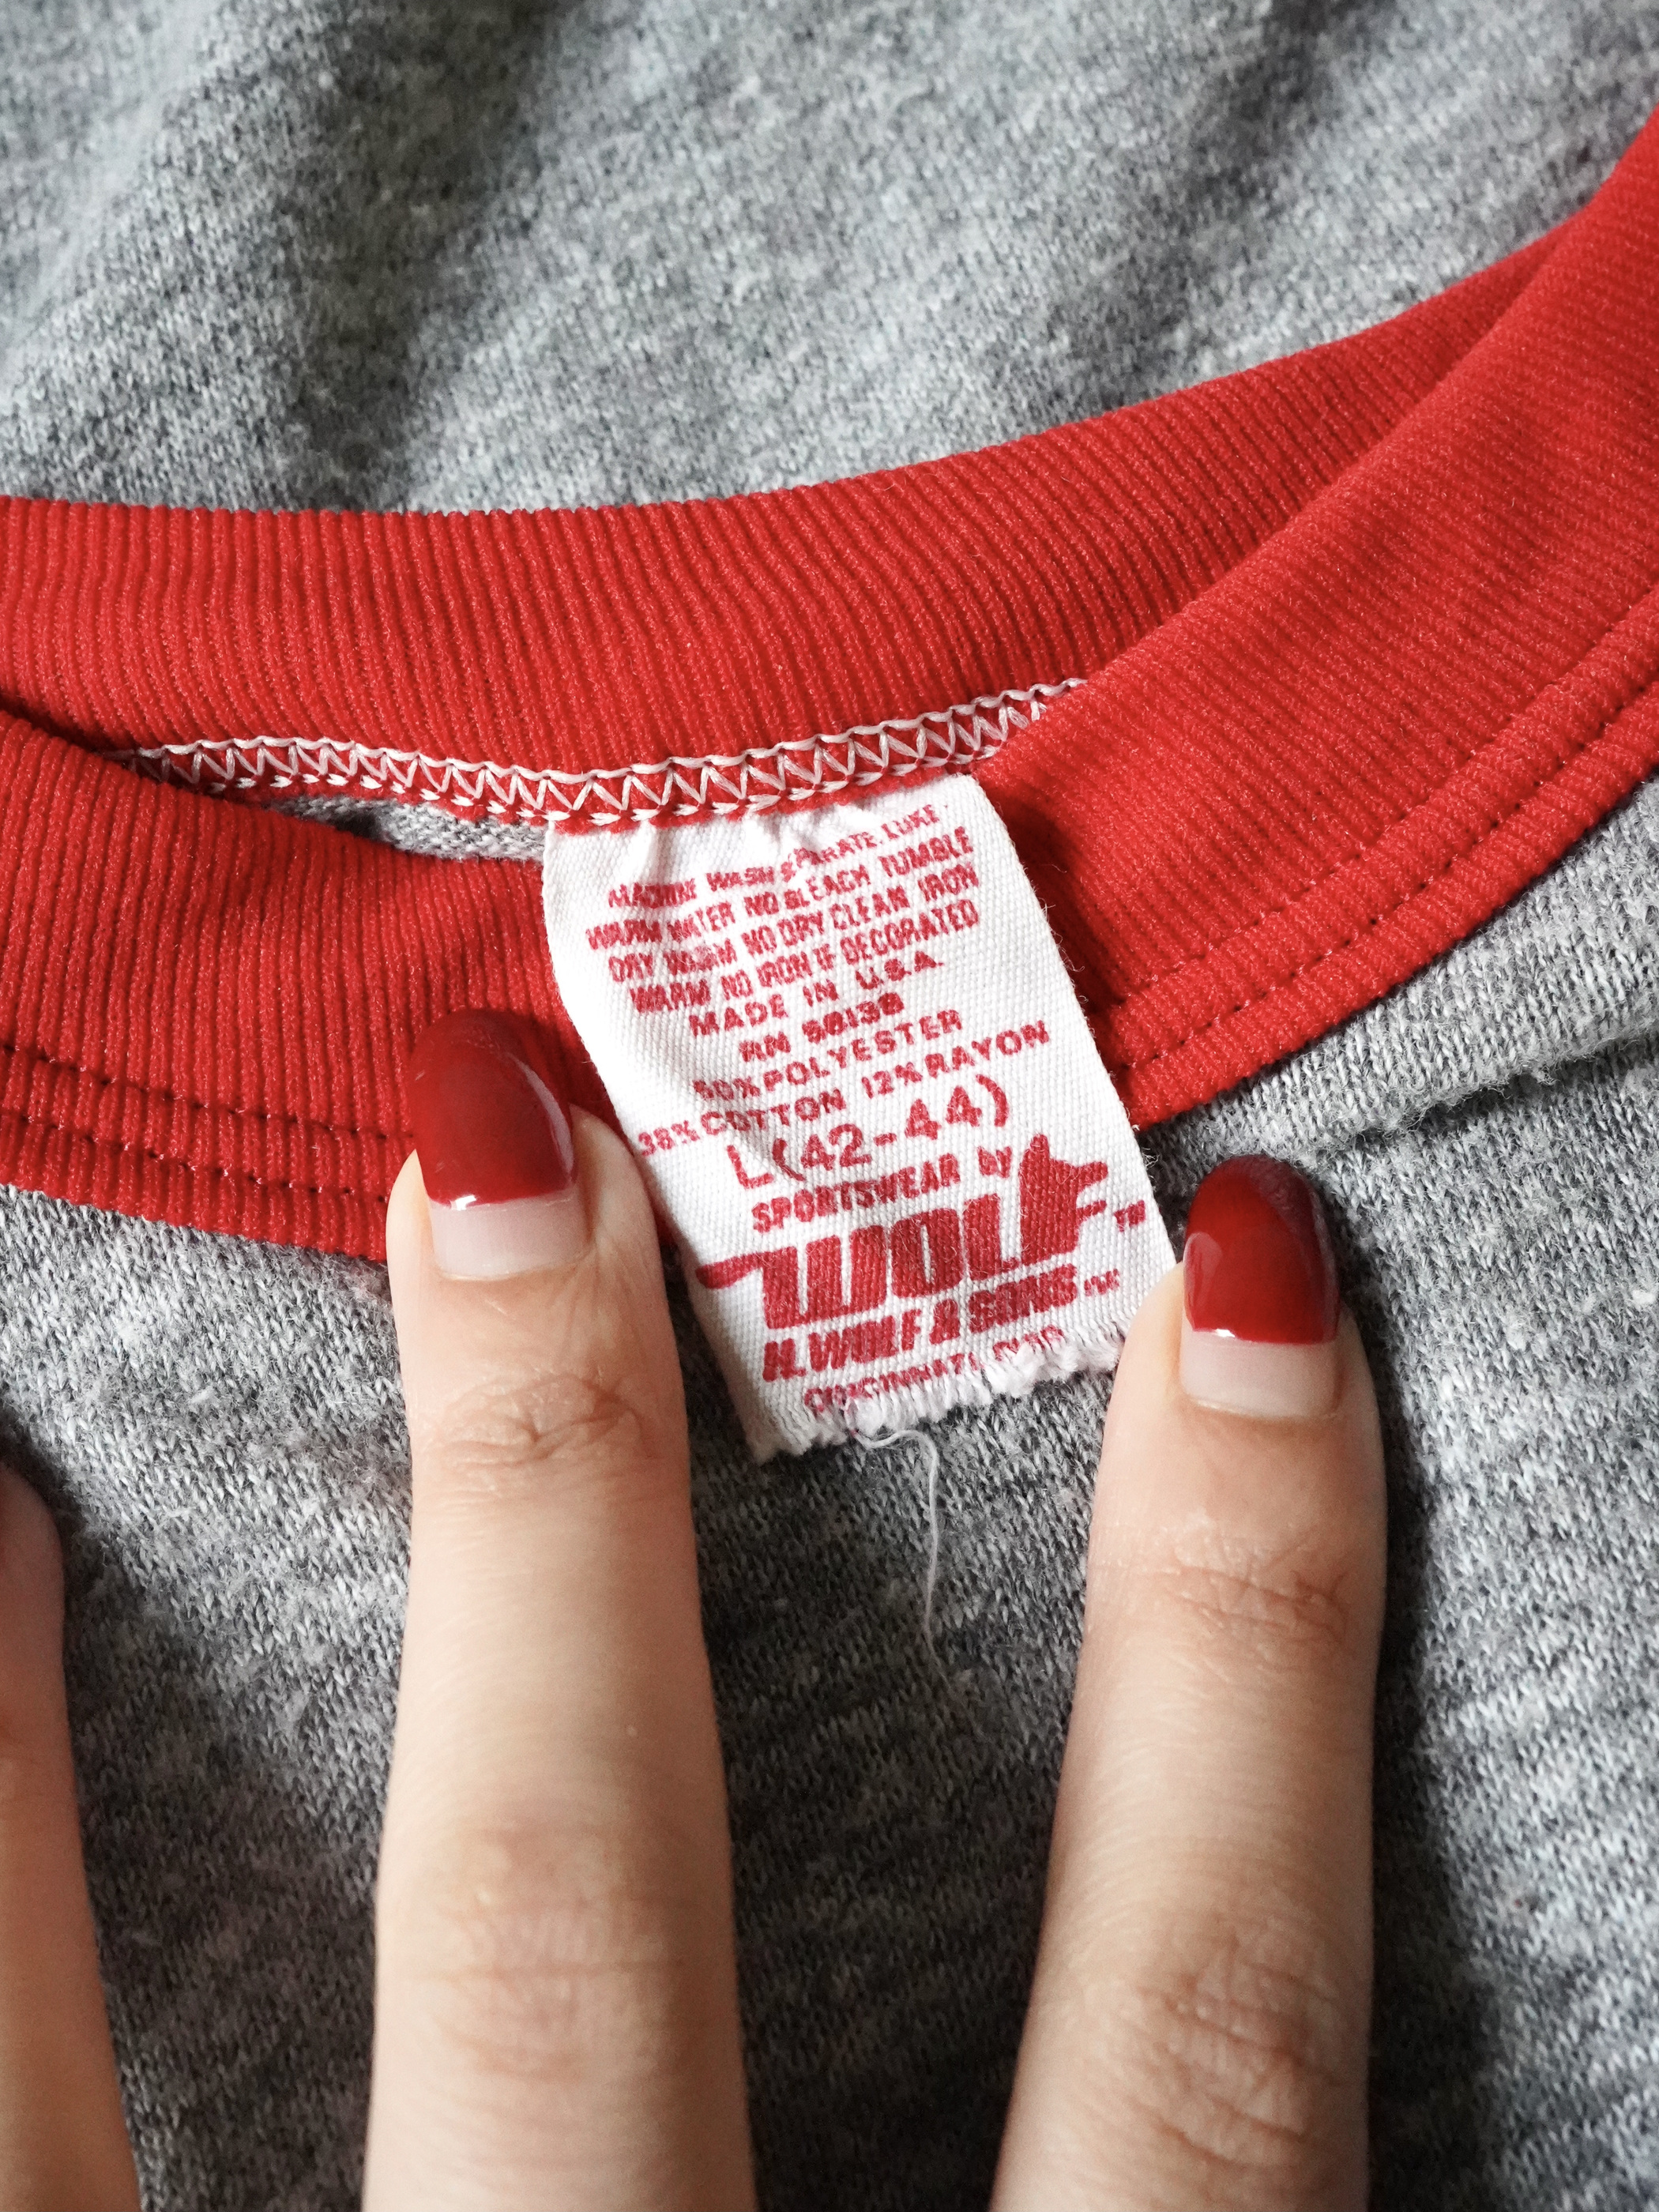 MACHINE WASH SEPARATE. LUKE
WARM WATER NO BLEACH TUMBLE
DRY WARM NO DRY CLEAN IRON
WARM NO IRON IF DECORATED
MADE IN U.S.A.
RN
50% POLYESTER
38% COTTON 12% RAYON
L (42-44)
SPORTSWEAR by
WOLF TM
H. WOLF & SONS INC
CINCINNATI,